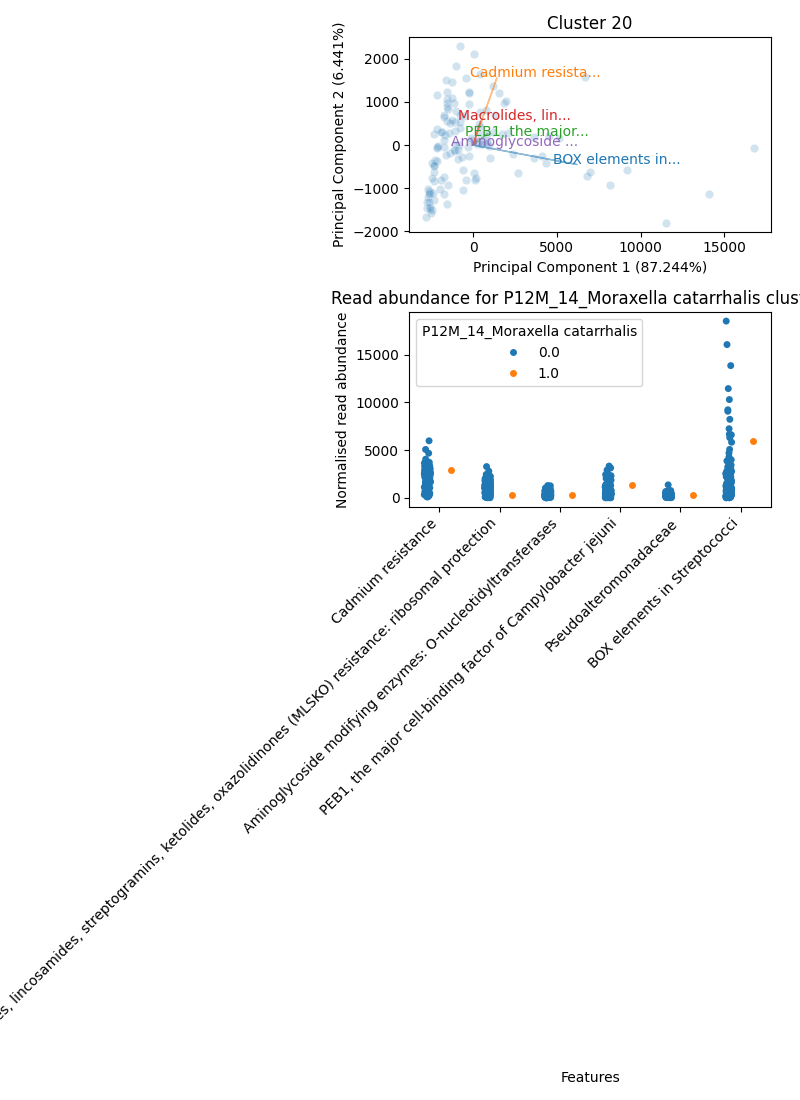 Cluster 20
Principal Component 2 (6.441%)
2000
1000
0
−1000
−2000
Cadmium resista...
Macrolides, lin...
PEB1, the major...
Aminoglycoside ...
BOX elements in...
0
5000
10000
15000
Principal Component 1 (87.244%)
Read abundance for P12M_14_Moraxella catarrhalis clus
Normalised read abundance
15000
10000
5000
0
P12M_14_Moraxella catarrhalis
0.0
1.0
Cadmium resistance
es, lincosamides, streptogramins, ketolides, oxazolidinones (MLSKO) resistance: ribosomal protection
Aminoglycoside modifying enzymes: O-nucleotidyltransferases
PEB1, the major cell-binding factor of Campylobacter jejuni
Pseudoalteromonadaceae
BOX elements in Streptococci
Features